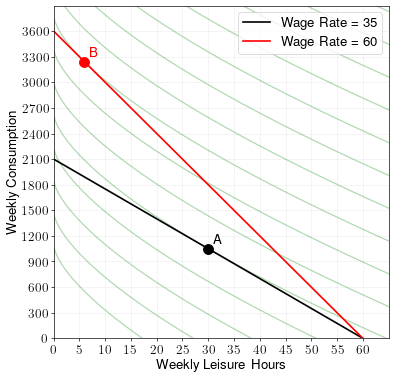 Wage Rate = 35
Wage Rate = 60
B
A
Weekly Consumption
3600
3300
3000
2700
2400
2100
1800
1500
1200
900
600
300
0
0 5 10 15 20 25 30 35 40 45 50 55 60
Weekly Leisure Hours